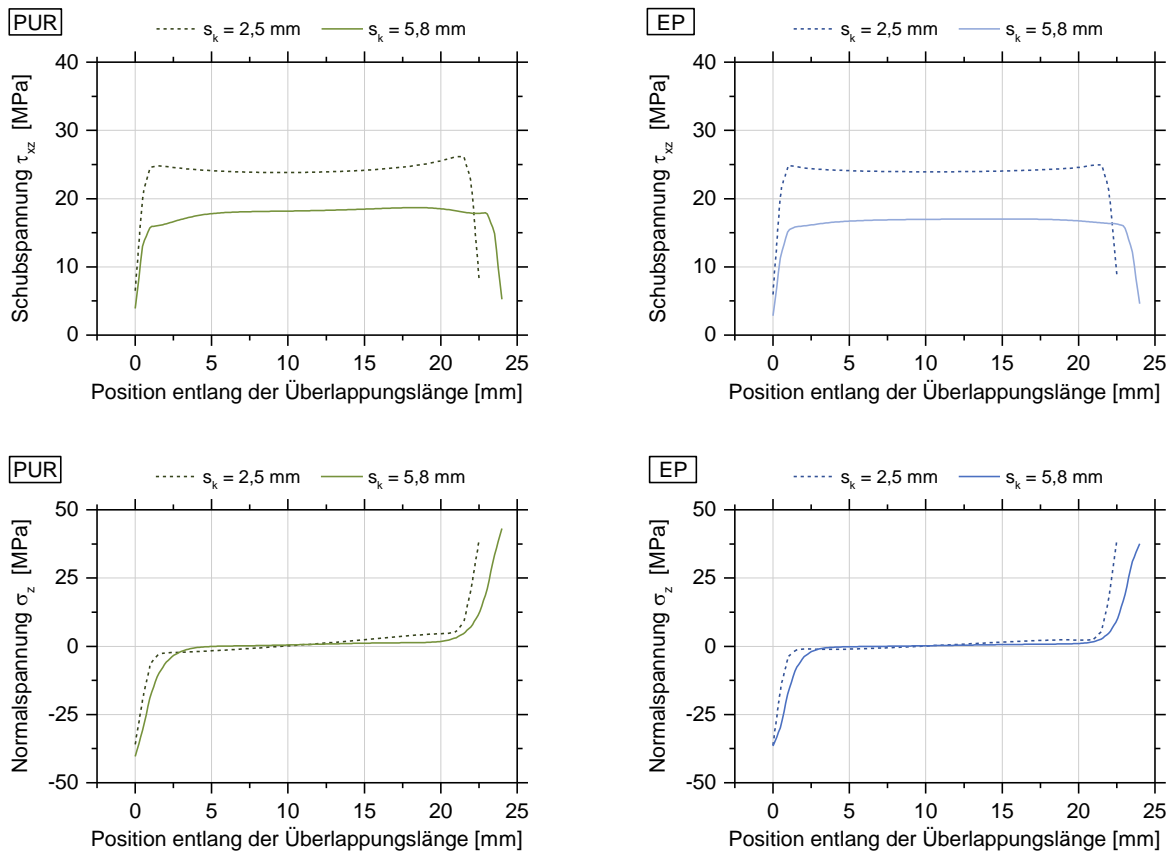 PUR
s_k = 2,5 mm s_k = 5,8 mm
Schubspannung τ_xz [MPa]
40
30
20
10
0
0 5 10 15 20 25
Position entlang der Überlappungslänge [mm]
EP
s_k = 2,5 mm s_k = 5,8 mm
Schubspannung τ_xz [MPa]
40
30
20
10
0
0 5 10 15 20 25
Position entlang der Überlappungslänge [mm]
PUR
s_k = 2,5 mm s_k = 5,8 mm
Normalspannung σ_z [MPa]
50
25
0
-25
-50
0 5 10 15 20 25
Position entlang der Überlappungslänge [mm]
EP
s_k = 2,5 mm s_k = 5,8 mm
Normalspannung σ_z [MPa]
50
25
0
-25
-50
0 5 10 15 20 25
Position entlang der Überlappungslänge [mm]